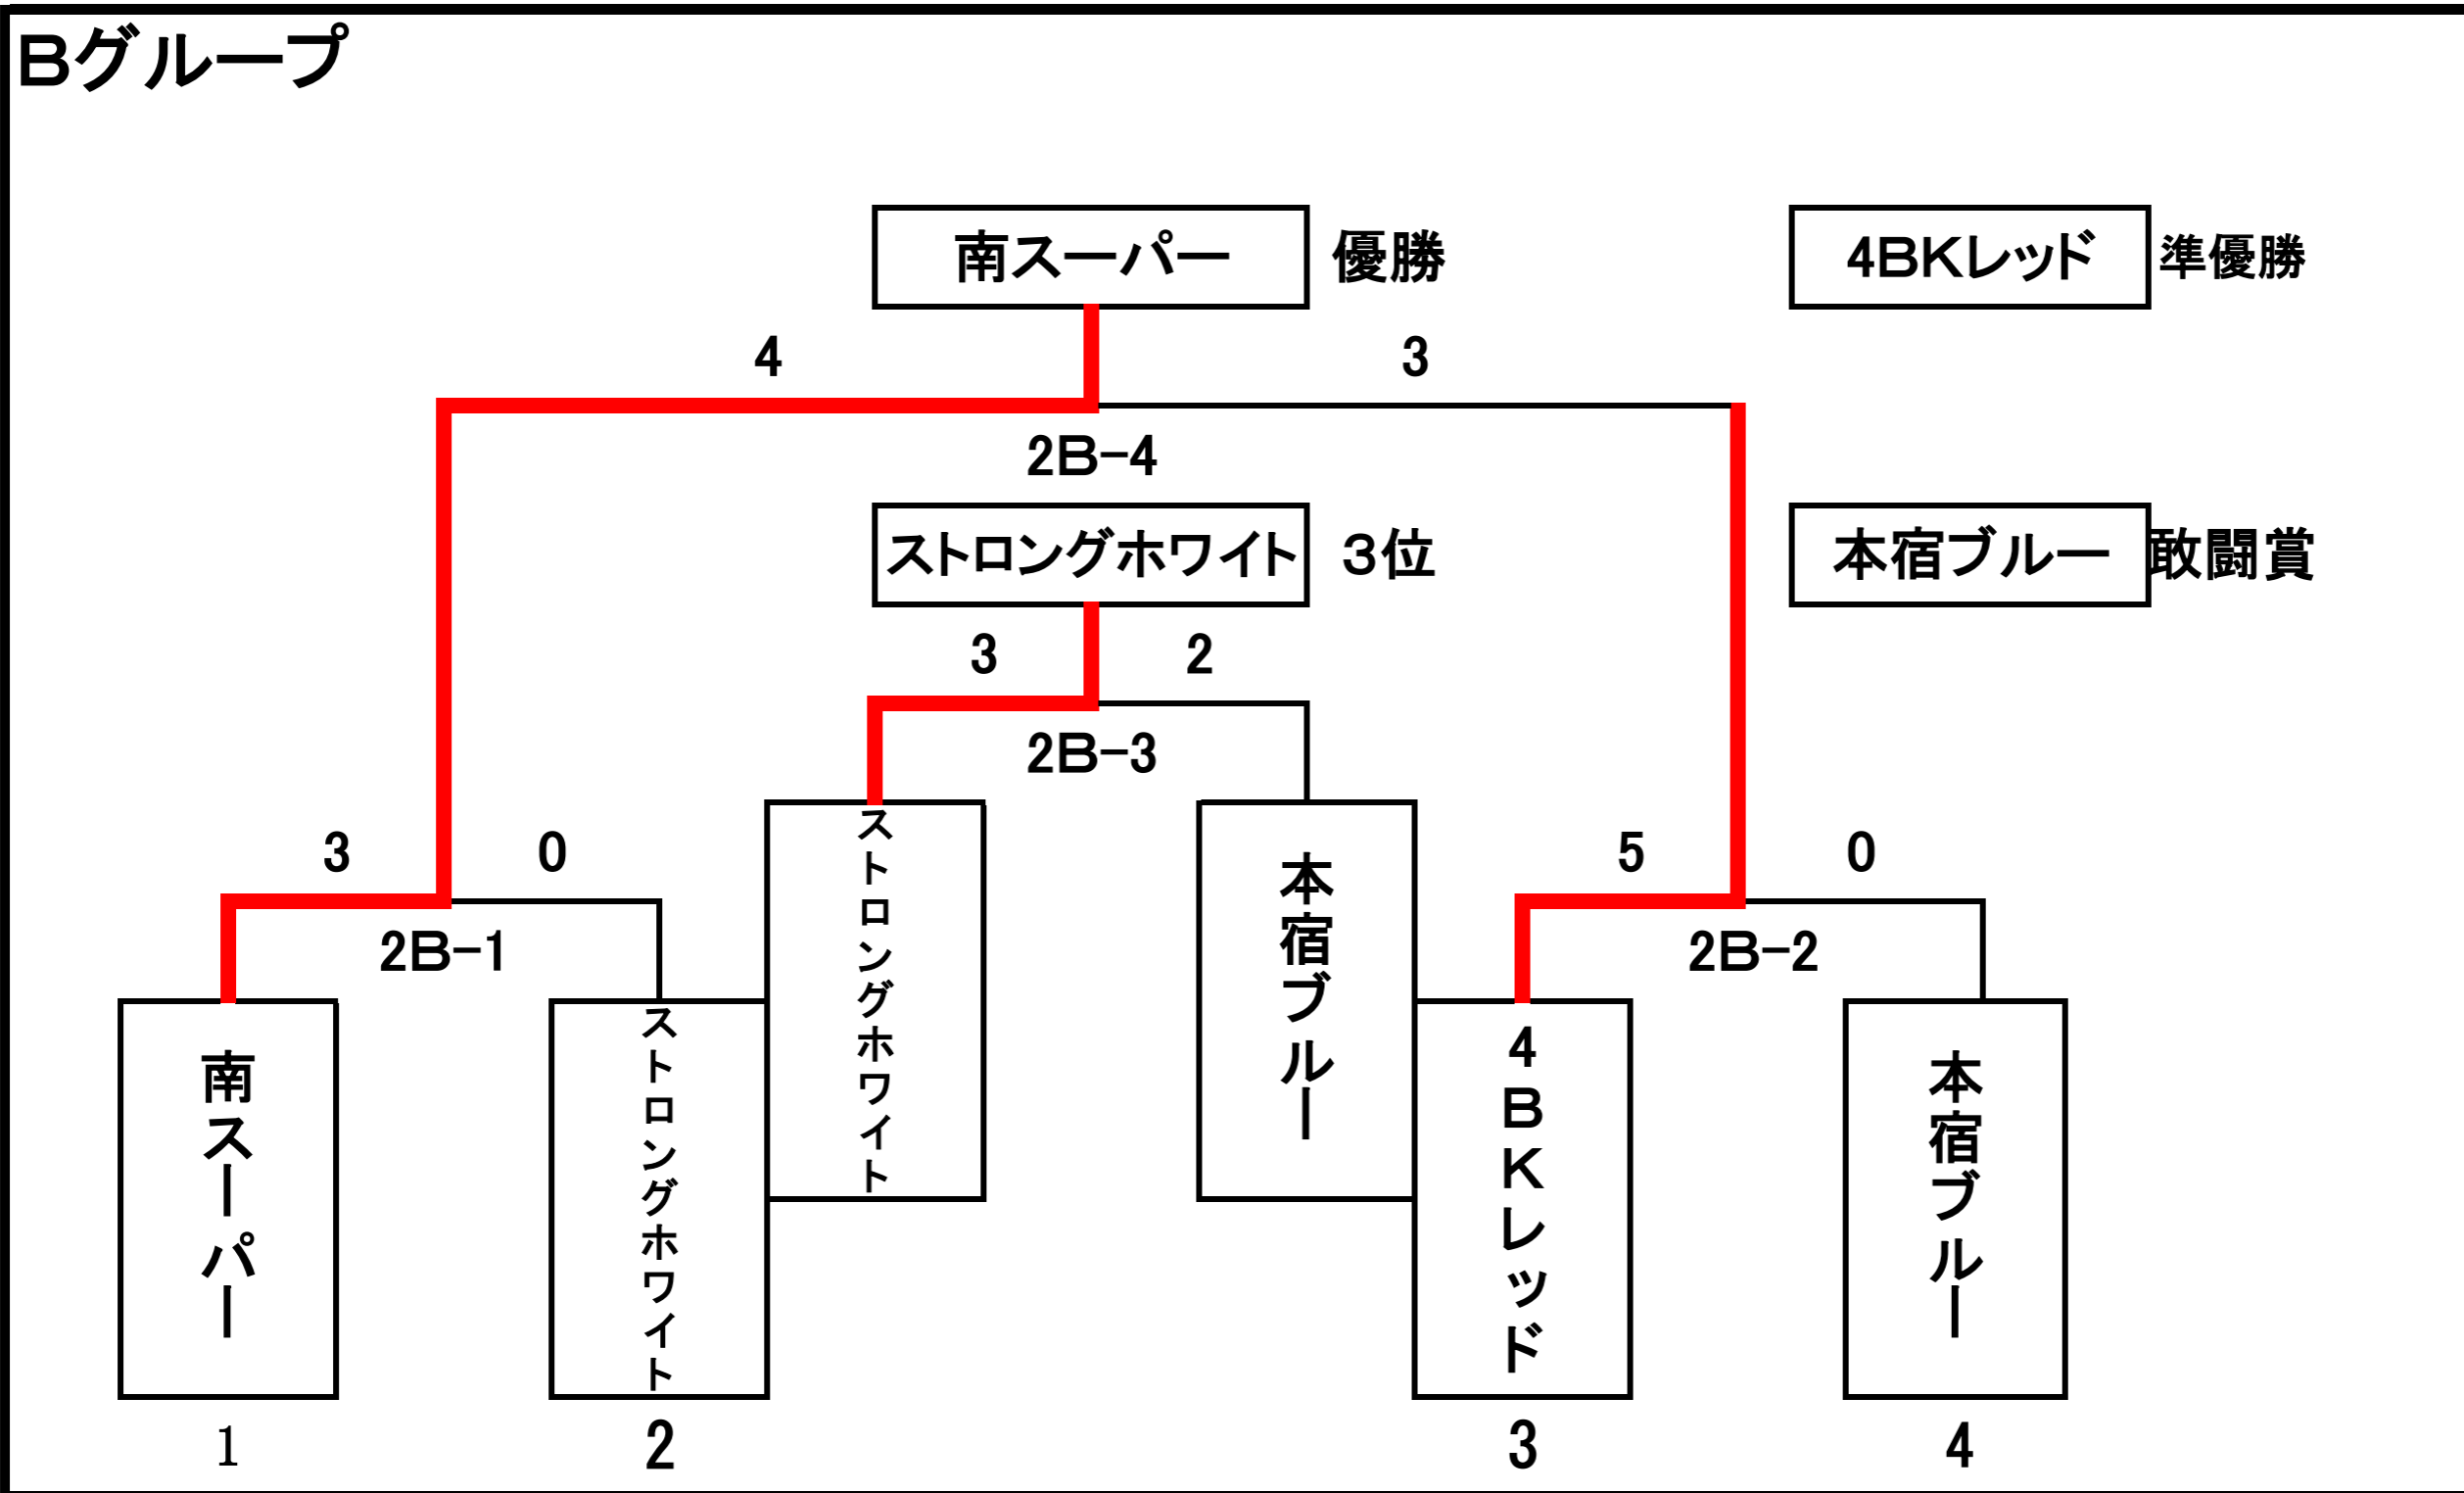 Bグループ
南スーパー 優勝 4BKレッド 準優勝
4 3
2B-4
ストロングホワイト 3位 本宿ブルー 敢闘賞
3 2
2B-3
3 0 5 0
2B-1 2B-2
南スーパー
ストロングホワイト
ストロングホワイト
本宿ブルー
4BKレッド
本宿ブルー
1 2 3 4